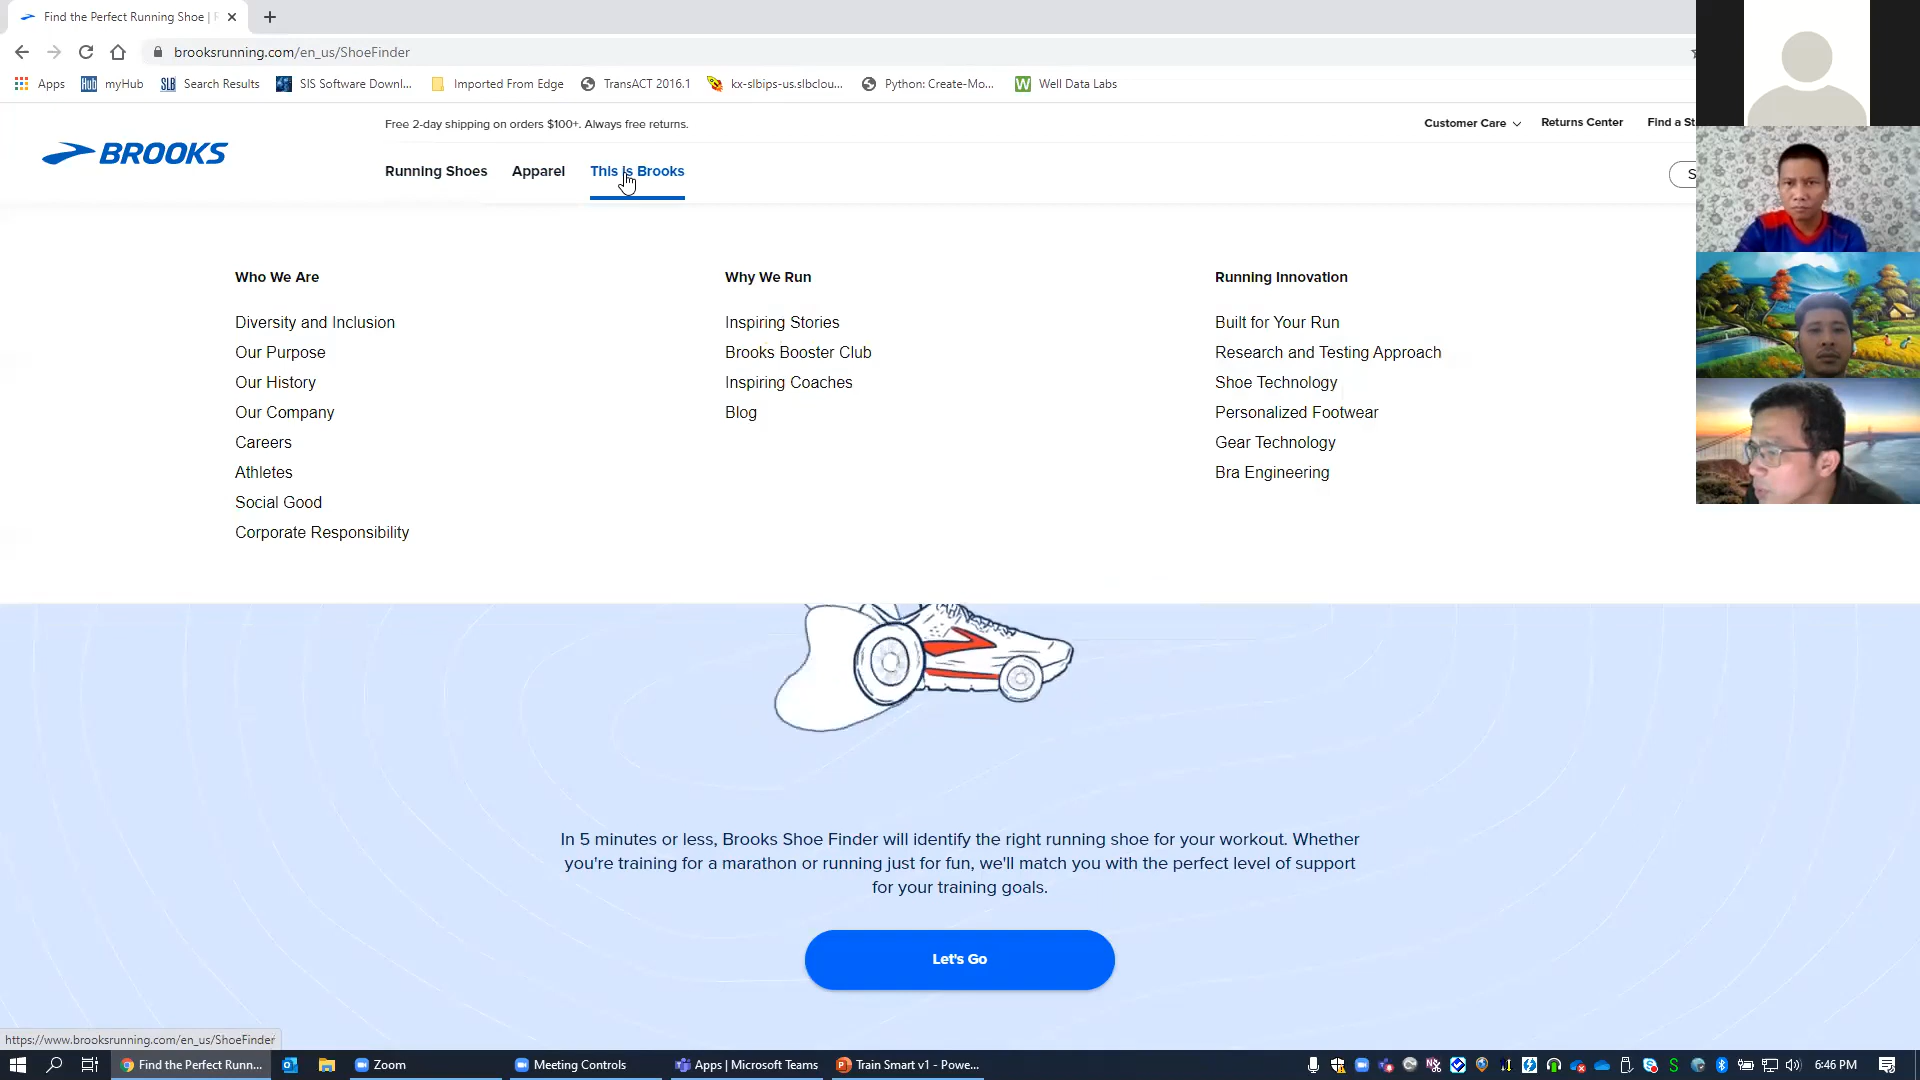 Find the Perfect Running Shoe |
brooksrunning.com/en_us/ShoeFinder
Apps
Hub myHub
SLB Search Results
SIS Software Downl...
Imported From Edge
TransACT 2016.1
kx-slbips-us.slbclou...
Python: Create-Mo...
W Well Data Labs
Free 2-day shipping on orders $100+. Always free returns.
Customer Care
Returns Center
Find a St
BROOKS
Running Shoes
Apparel
This is Brooks
S
Who We Are
Diversity and Inclusion
Our Purpose
Our History
Our Company
Careers
Athletes
Social Good
Corporate Responsibility
Why We Run
Inspiring Stories
Brooks Booster Club
Inspiring Coaches
Blog
Running Innovation
Built for Your Run
Research and Testing Approach
Shoe Technology
Personalized Footwear
Gear Technology
Bra Engineering
In 5 minutes or less, Brooks Shoe Finder will identify the right running shoe for your workout. Whether
you're training for a marathon or running just for fun, we'll match you with the perfect level of support
for your training goals.
Let's Go
https://www.brooksrunning.com/en_us/ShoeFinder
Find the Perfect Runn...
Zoom
Meeting Controls
Apps | Microsoft Teams
Train Smart v1 - Powe...
6:46 PM